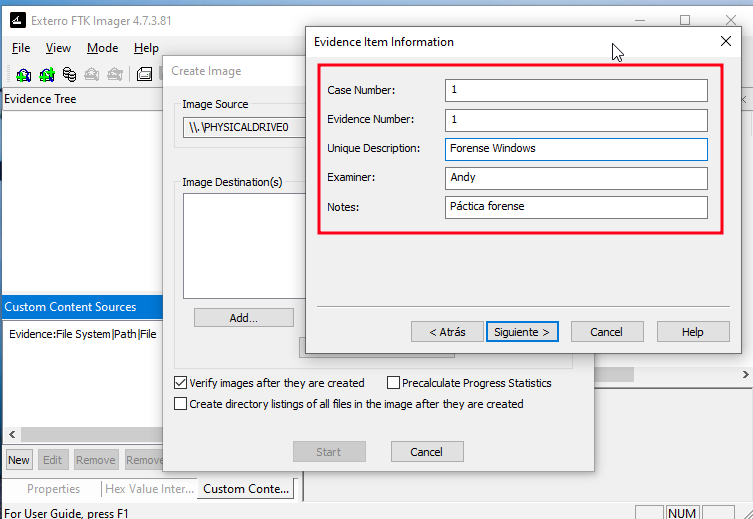 Exterro FTK Imager 4.7.3.81
File View Mode Help
Evidence Tree
Custom Content Sources
Evidence:File System|Path|File
New Edit Remove Remove
Properties Hex Value Inter... Custom Conte...
For User Guide, press F1
NUM
Create Image
Image Source
\\.\PHYSICALDRIVE0
Image Destination(s)
Add...
Verify images after they are created
Precalculate Progress Statistics
Create directory listings of all files in the image after they are created
Start Cancel
Evidence Item Information
Case Number: 1
Evidence Number: 1
Unique Description: Forense Windows
Examiner: Andy
Notes: Páctica forense
< Atrás Siguiente > Cancel Help